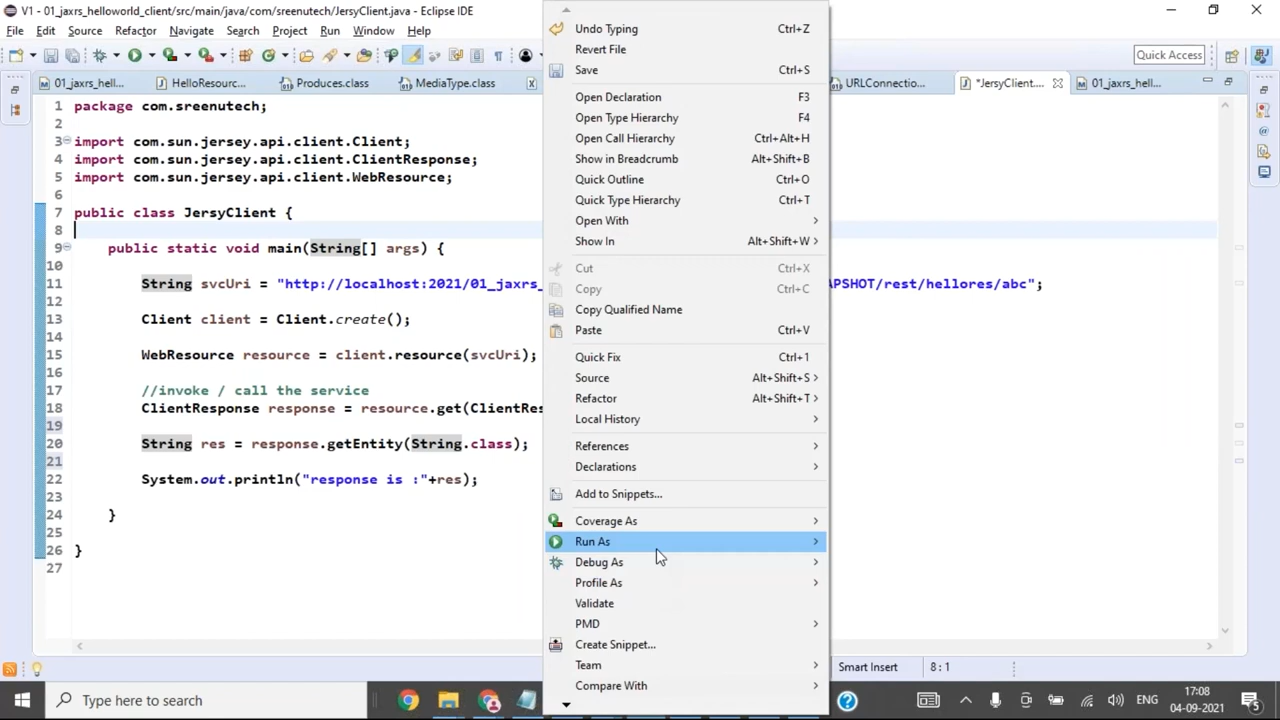 V1 - 01_jaxrs_helloworld_client/src/main/java/com/sreenutech/JersyClient.java - Eclipse IDE
File Edit Source Refactor Navigate Search Project Run Window Help
Quick Access
01_jaxrs_hell... HelloResourc... Produces.class MediaType.class URLConnectio... *JersyClient.... 01_jaxrs_hell...
1 package com.sreenutech;
2
3 import com.sun.jersey.api.client.Client;
4 import com.sun.jersey.api.client.ClientResponse;
5 import com.sun.jersey.api.client.WebResource;
6
7 public class JersyClient {
8
9 public static void main(String[] args) {
10
11 String svcUri = "http://localhost:2021/01_jaxrs_ APSHOT/rest/hellores/abc";
12
13 Client client = Client.create();
14
15 WebResource resource = client.resource(svcUri);
16
17 //invoke / call the service
18 ClientResponse response = resource.get(ClientRes
19
20 String res = response.getEntity(String.class);
21
22 System.out.println("response is :"+res);
23
24 }
25
26 }
27
Undo Typing Ctrl+Z
Revert File
Save Ctrl+S
Open Declaration F3
Open Type Hierarchy F4
Open Call Hierarchy Ctrl+Alt+H
Show in Breadcrumb Alt+Shift+B
Quick Outline Ctrl+O
Quick Type Hierarchy Ctrl+T
Open With
Show In Alt+Shift+W
Cut Ctrl+X
Copy Ctrl+C
Copy Qualified Name
Paste Ctrl+V
Quick Fix Ctrl+1
Source Alt+Shift+S
Refactor Alt+Shift+T
Local History
References
Declarations
Add to Snippets...
Coverage As
Run As
Debug As
Profile As
Validate
PMD
Create Snippet...
Team
Compare With
Smart Insert 8 : 1
Type here to search
ENG
17:08
04-09-2021
5